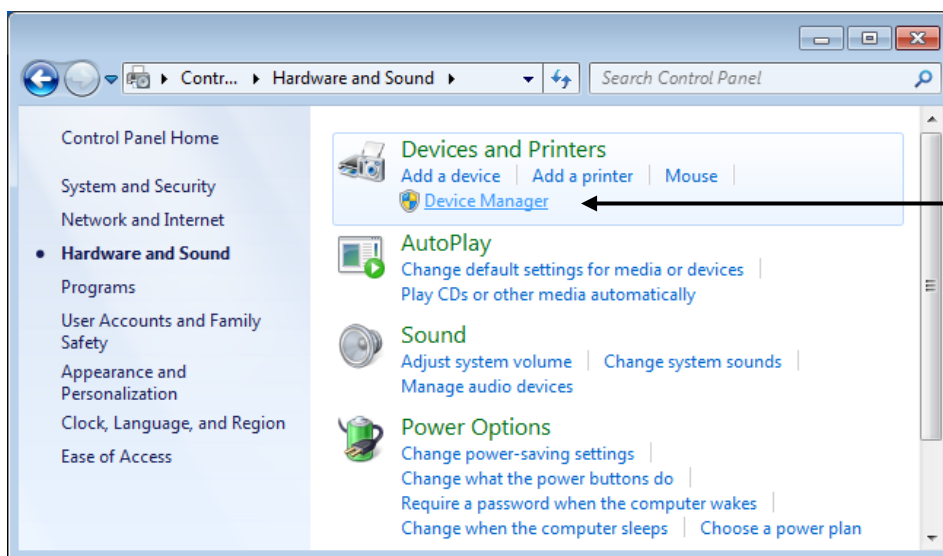 Contr... Hardware and Sound
Search Control Panel
Control Panel Home
System and Security
Network and Internet
Hardware and Sound
Programs
User Accounts and Family
Safety
Appearance and
Personalization
Clock, Language, and Region
Ease of Access
Devices and Printers
Add a device Add a printer Mouse
Device Manager
AutoPlay
Change default settings for media or devices
Play CDs or other media automatically
Sound
Adjust system volume Change system sounds
Manage audio devices
Power Options
Change power-saving settings
Change what the power buttons do
Require a password when the computer wakes
Change when the computer sleeps Choose a power plan